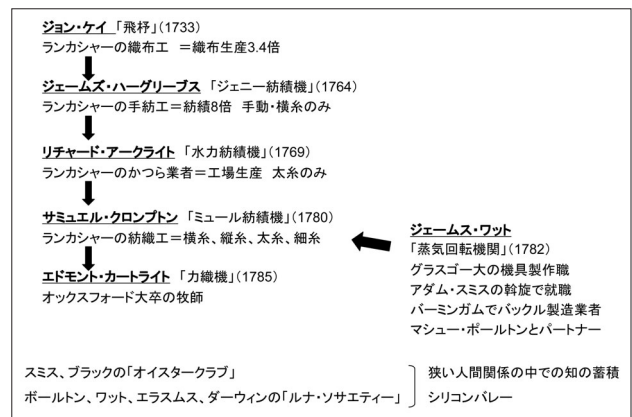 ジョン・ケイ「飛杼」(1733)
ランカシャーの織布工　＝織布生産3.4倍
ジェームズ・ハーグリーブス　「ジェニー紡績機」(1764)
ランカシャーの手紡工＝紡績8倍　手動・横糸のみ
リチャード・アークライト　「水力紡績機」(1769)
ランカシャーのかつら業者＝工場生産　太糸のみ
サミュエル・クロンプトン　「ミュール紡績機」(1780)
ランカシャーの紡織工＝横糸、縦糸、太糸、細糸
エドモント・カートライト　「力織機」(1785)
オックスフォード大卒の牧師
ジェームス・ワット
「蒸気回転機関」(1782)
グラスゴー大の機具製作職
アダム・スミスの斡旋で就職
バーミンガムでバックル製造業者
マシュー・ボールトンとパートナー
スミス、ブラックの「オイスタークラブ」
ボールトン、ワット、エラスムス、ダーウィンの「ルナ・ソサエティー」
狭い人間関係の中での知の蓄積
シリコンバレー